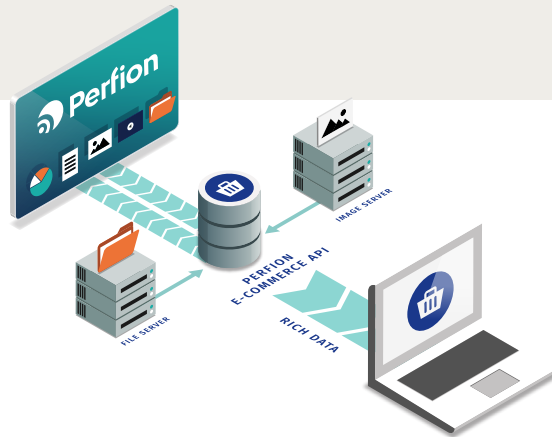 Perfion
IMAGE SERVER
PERFION
E-COMMERCE API
FILE SERVER
RICH DATA